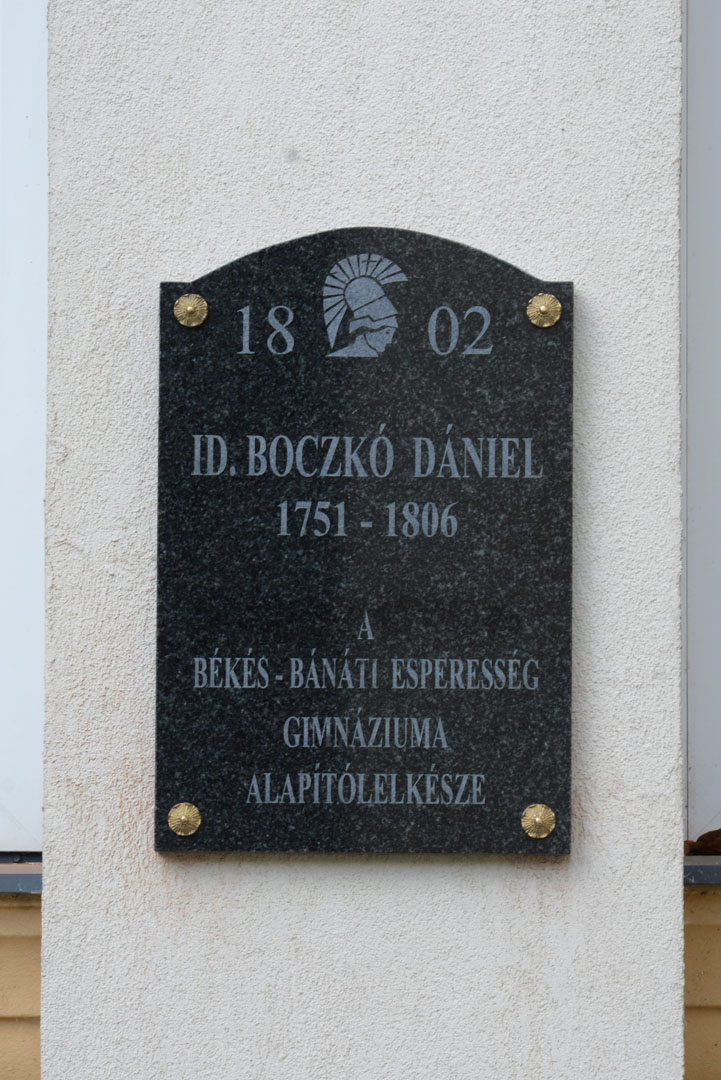 18 02
ID. BOCZKÓ DÁNIEL
1751 - 1806
A
BÉKÉS - BÁNÁTI ESPERESSÉG
GIMNÁZIUMA
ALAPÍTÓLELKÉSZE